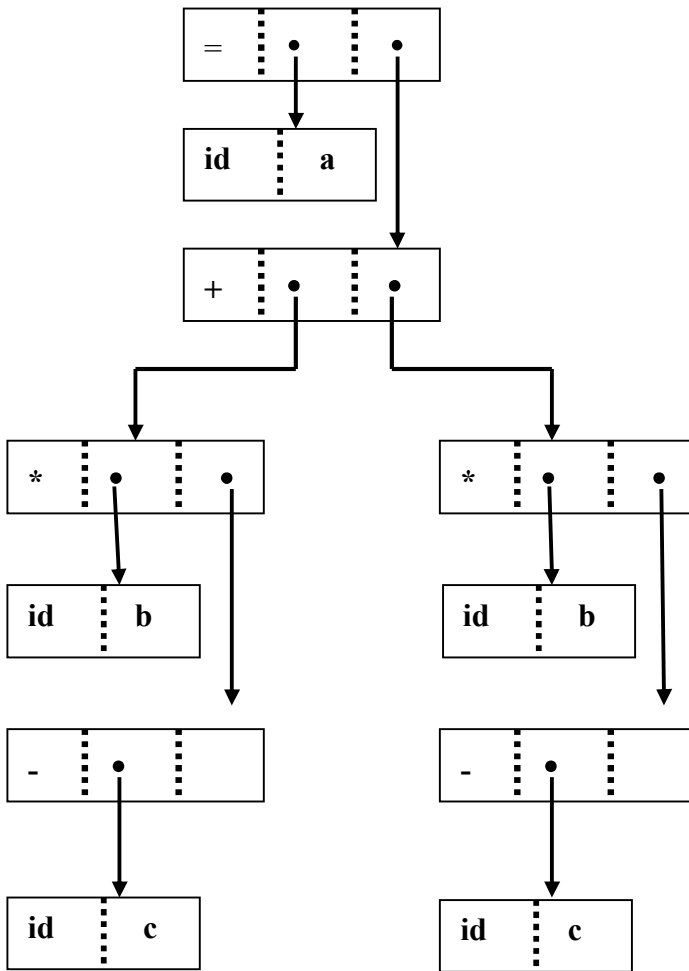 =
id a
+
* *
id b id b
- -
id c id c